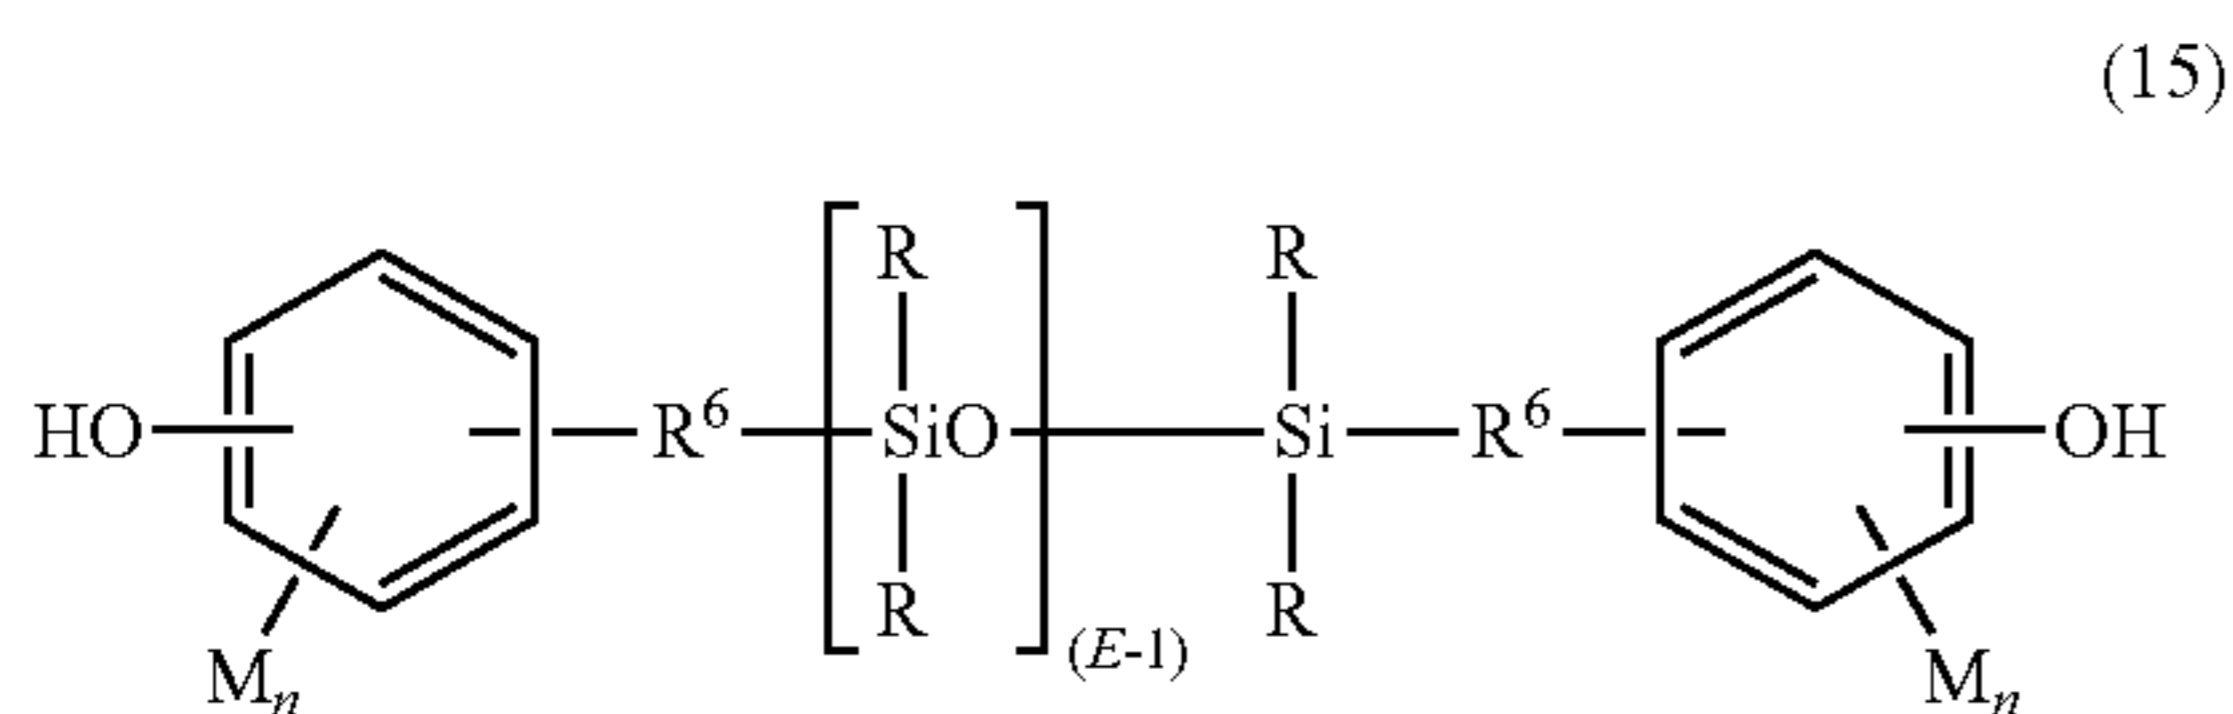 (15)
R R
HO R⁶ SiO Si R⁶ OH
R R
(E-1)
Mₙ Mₙ